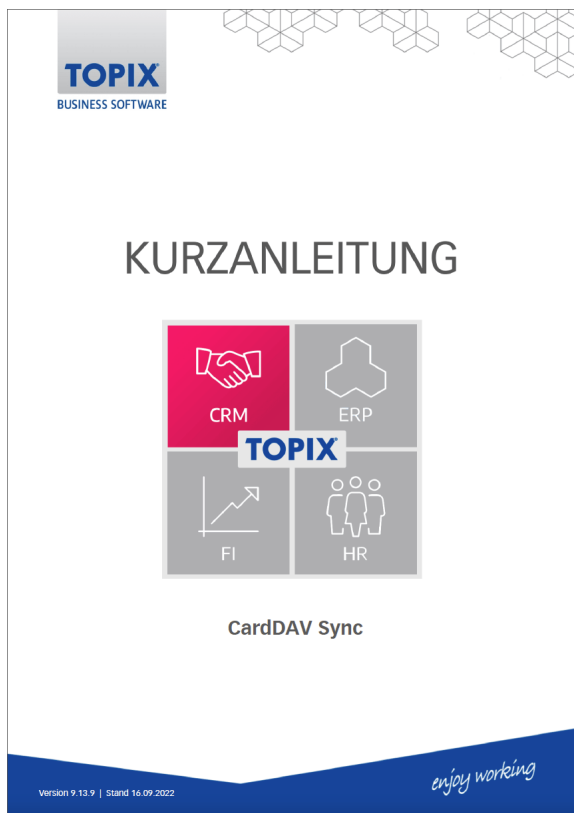 TOPIX
BUSINESS SOFTWARE
KURZANLEITUNG
CRM
ERP
TOPIX
FI
HR
CardDAV Sync
enjoy working
Version 9.13.9 | Stand 16.09.2022